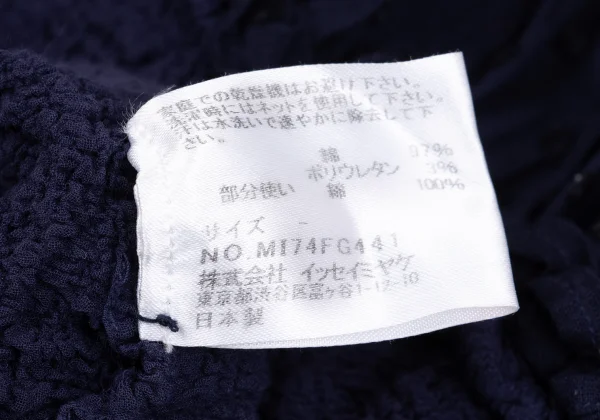 家庭での乾燥機はお避け下さい。
洗濯時にはネットを使用して下さい。
汗は水洗いで速やかに除去して下
さい。
綿 97%
ポリウレタン 3%
部分使い 綿 100%
サイズ -
NO.MI74FG441
株式会社 イッセイミヤケ
東京都渋谷区富ヶ谷1-12-10
日本製